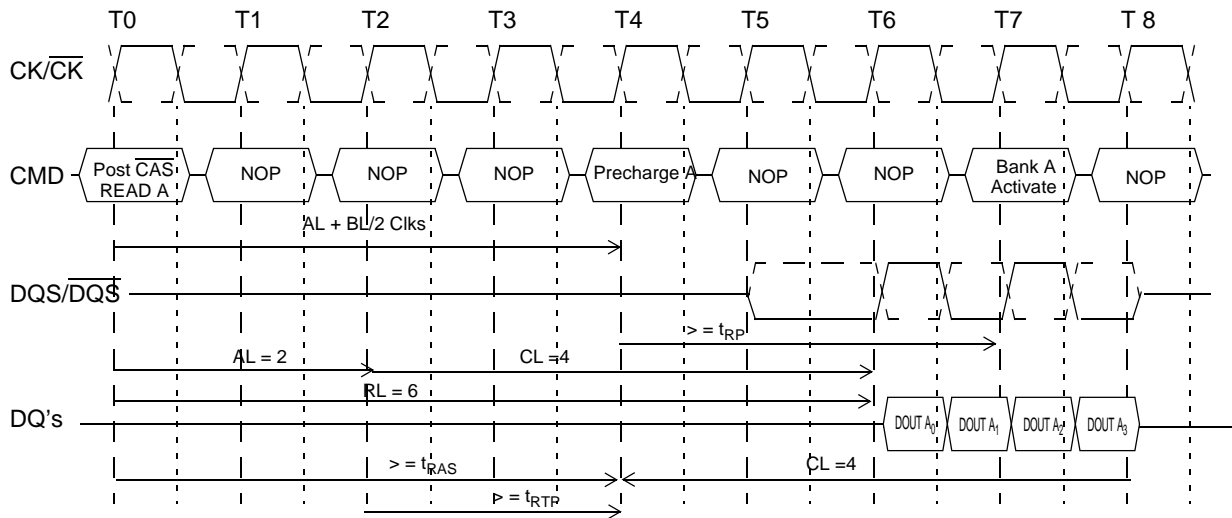 T0 T1 T2 T3 T4 T5 T6 T7 T 8
CK/CK
CMD Post CAS READ A NOP NOP NOP Precharge A NOP NOP Bank A Activate NOP
AL + BL/2 Clks
DQS/DQS
> = tRP
AL = 2 CL =4
RL = 6
DQ's DOUT A0 DOUT A1 DOUT A2 DOUT A3
> = tRAS CL =4
> = tRTP